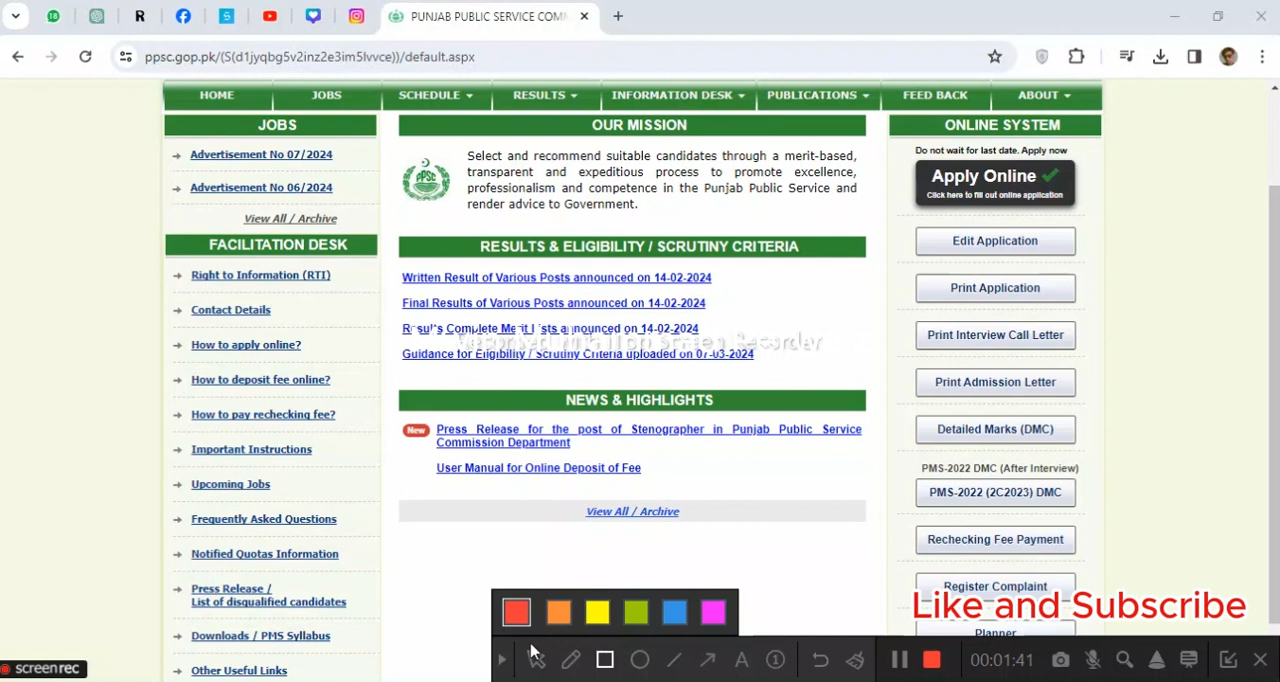 PUNJAB PUBLIC SERVICE COM
ppsc.gop.pk/(S(d1jyqbg5v2inz2e3im5lvvce))/default.aspx
HOME JOBS SCHEDULE RESULTS INFORMATION DESK PUBLICATIONS FEED BACK ABOUT
JOBS
Advertisement No 07/2024
Advertisement No 06/2024
View All / Archive
FACILITATION DESK
Right to Information (RTI)
Contact Details
How to apply online?
How to deposit fee online?
How to pay rechecking fee?
Important Instructions
Upcoming Jobs
Frequently Asked Questions
Notified Quotas Information
Press Release /
List of disqualified candidates
Downloads / PMS Syllabus
Other Useful Links
OUR MISSION
PPSC
Select and recommend suitable candidates through a merit-based,
transparent and expeditious process to promote excellence,
professionalism and competence in the Punjab Public Service and
render advice to Government.
RESULTS & ELIGIBILITY / SCRUTINY CRITERIA
Written Result of Various Posts announced on 14-02-2024
Final Results of Various Posts announced on 14-02-2024
Result's Complete Merit Lists announced on 14-02-2024
Guidance for Eligibility / Scrutiny Criteria uploaded on 07-03-2024
Screen Recorder
NEWS & HIGHLIGHTS
New Press Release for the post of Stenographer in Punjab Public Service
Commission Department
User Manual for Online Deposit of Fee
View All / Archive
ONLINE SYSTEM
Do not wait for last date. Apply now
Apply Online
Click here to fill out online application
Edit Application
Print Application
Print Interview Call Letter
Print Admission Letter
Detailed Marks (DMC)
PMS-2022 DMC (After Interview)
PMS-2022 (2C2023) DMC
Rechecking Fee Payment
Register Complaint
Like and Subscribe
Planner
00:01:41
screenrec